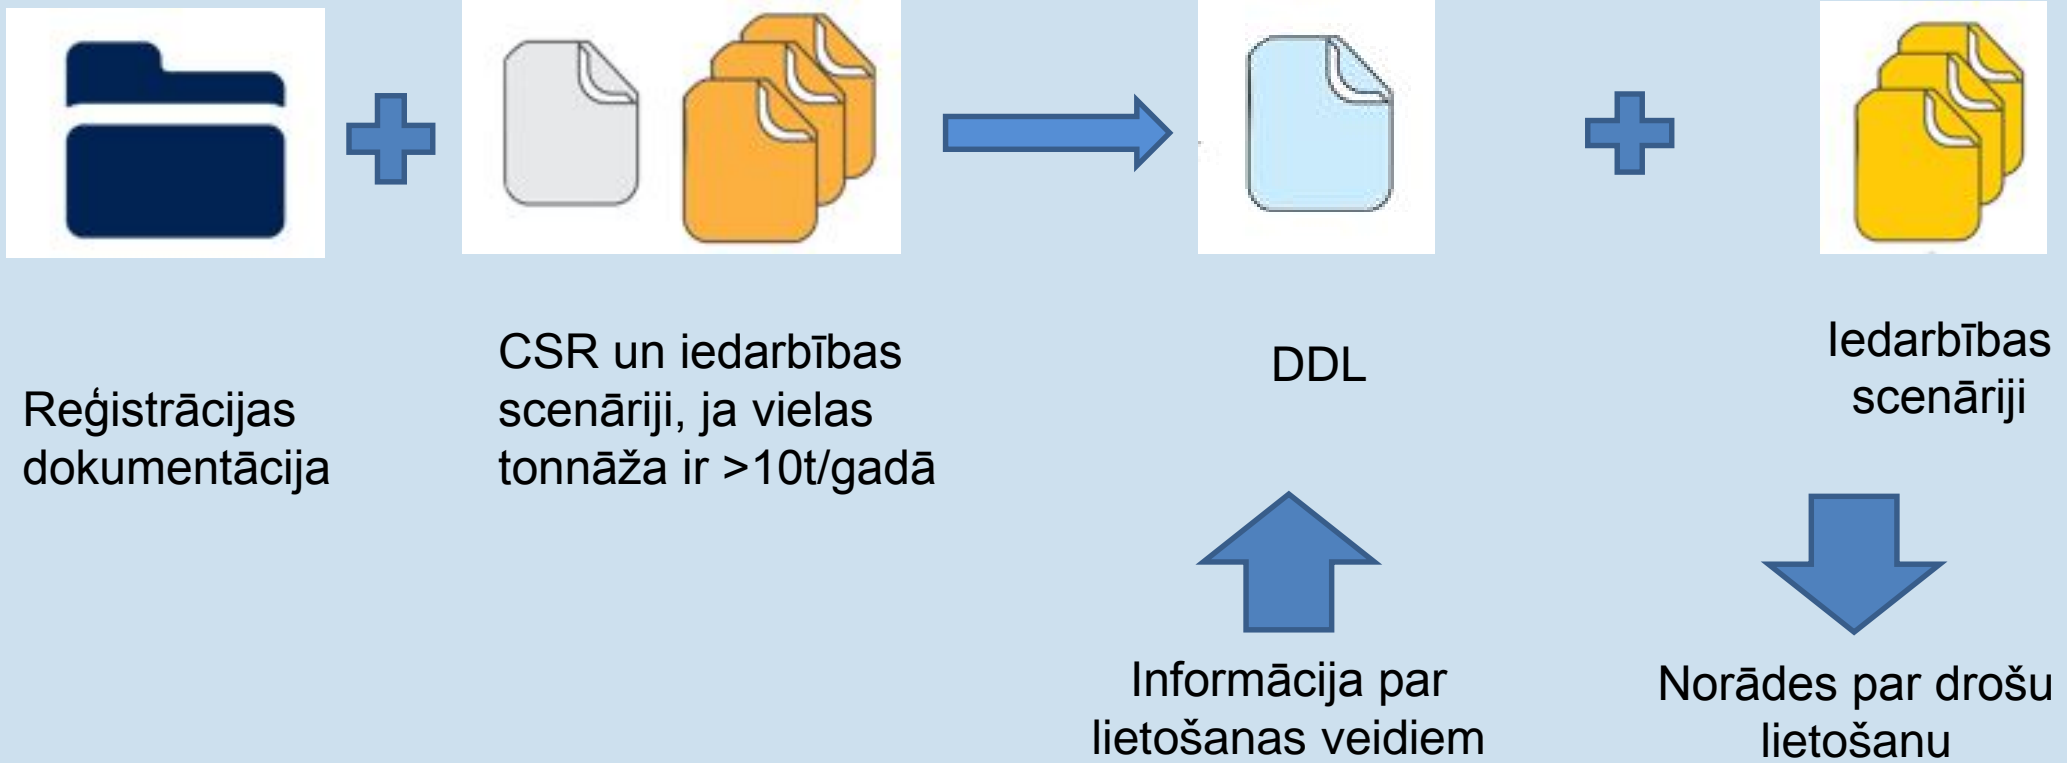 Reģistrācijas
dokumentācija
CSR un iedarbības
scenāriji, ja vielas
tonnāža ir >10t/gadā
DDL
Iedarbības
scenāriji
Informācija par
lietošanas veidiem
Norādes par drošu
lietošanu